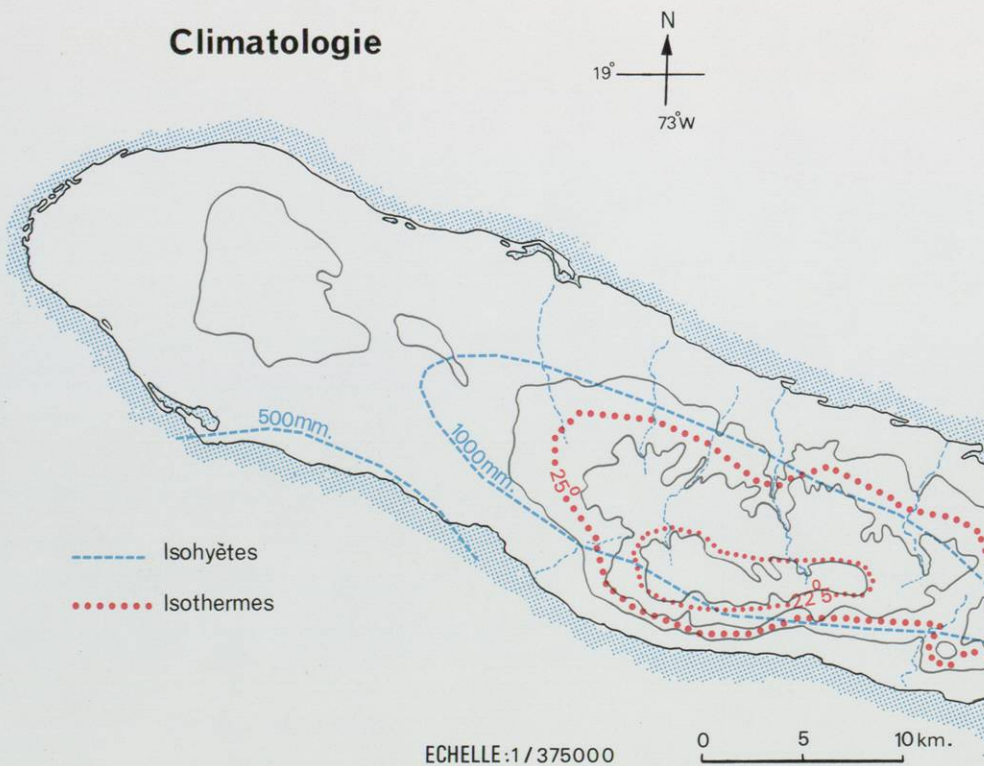 Climatologie
N
19°
73°W
500mm.
1000mm.
25°
22°5
Isohyètes
Isothermes
ECHELLE:1/375000
0 5 10 km.